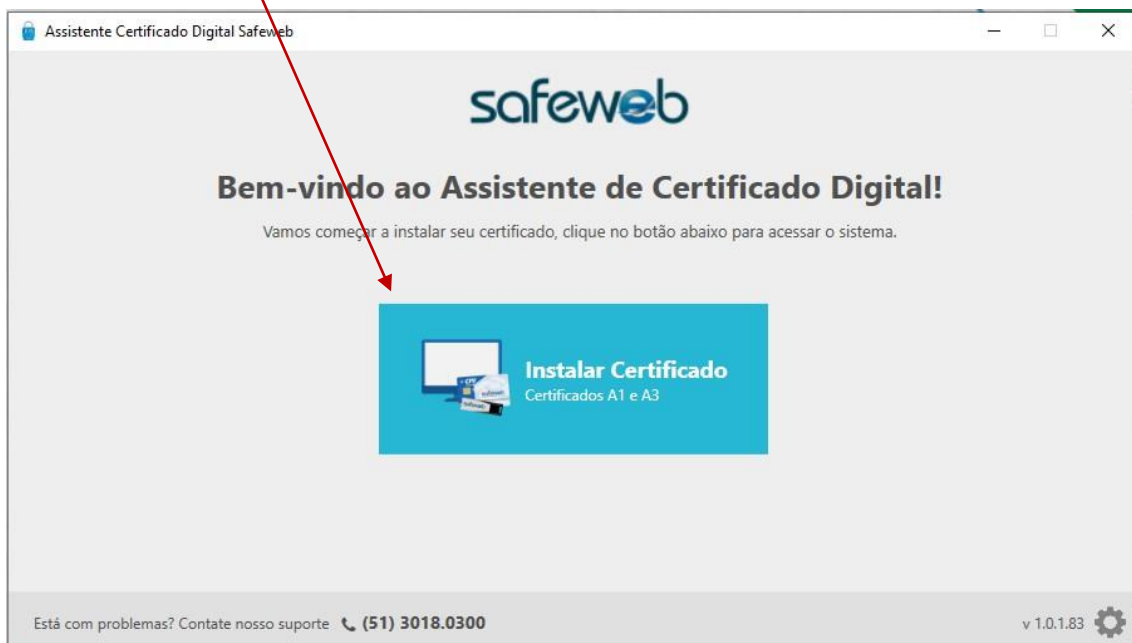 Assistente Certificado Digital Safeweb
safeweb
Bem-vindo ao Assistente de Certificado Digital!
Vamos começar a instalar seu certificado, clique no botão abaixo para acessar o sistema.
Instalar Certificado
Certificados A1 e A3
Está com problemas? Contate nosso suporte (51) 3018.0300
v 1.0.1.83